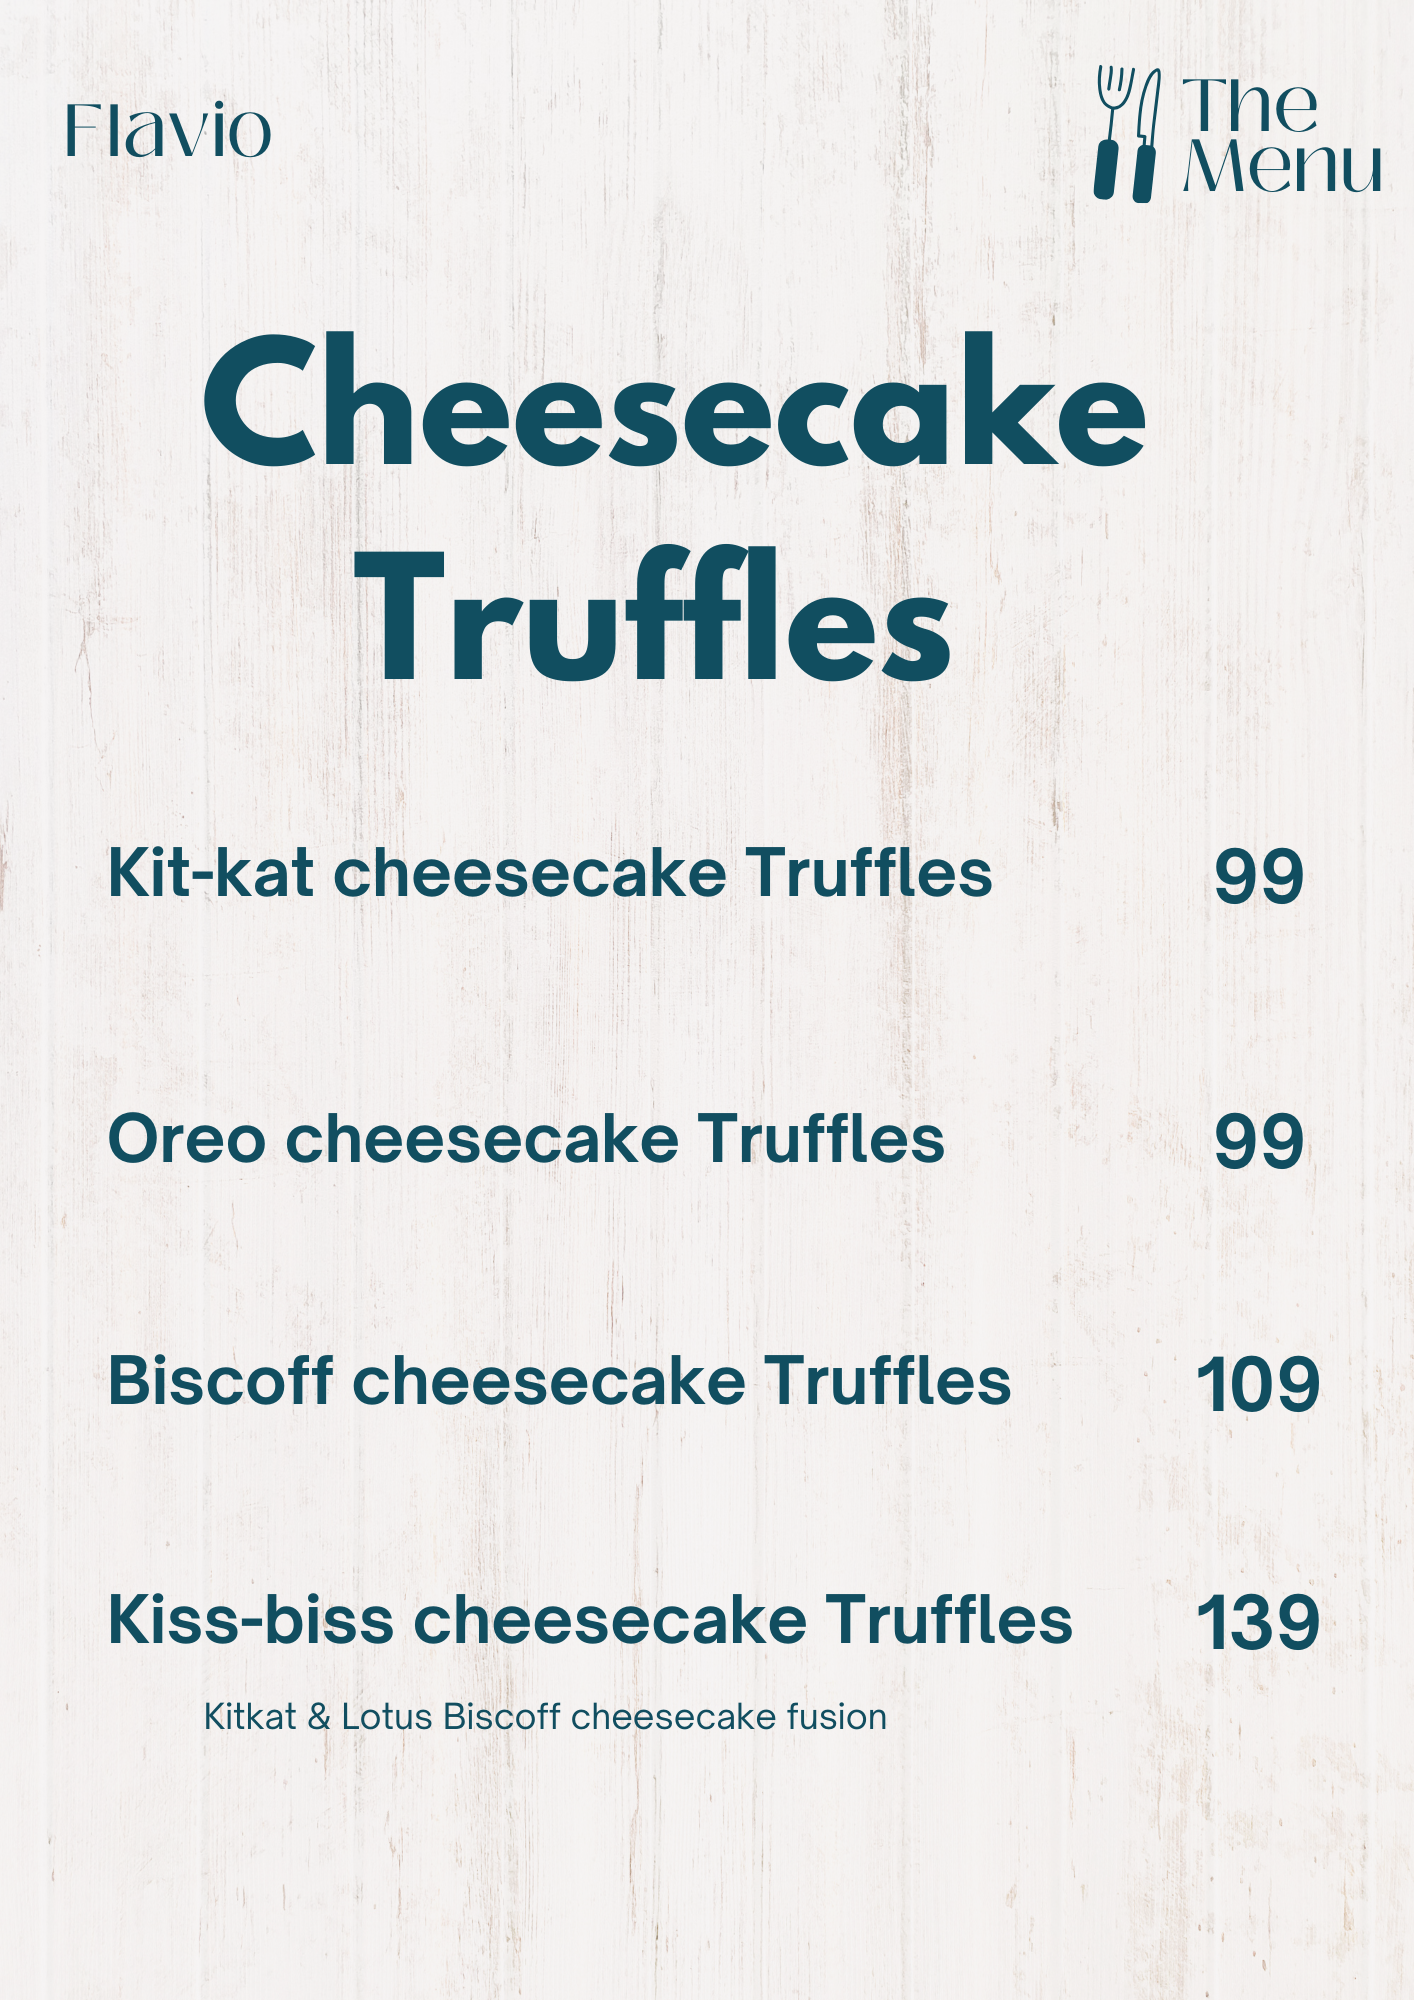 Flavio
The
Menu
Cheesecake
Truffles
Kit-kat cheesecake Truffles 99
Oreo cheesecake Truffles 99
Biscoff cheesecake Truffles 109
Kiss-biss cheesecake Truffles 139
Kitkat & Lotus Biscoff cheesecake fusion